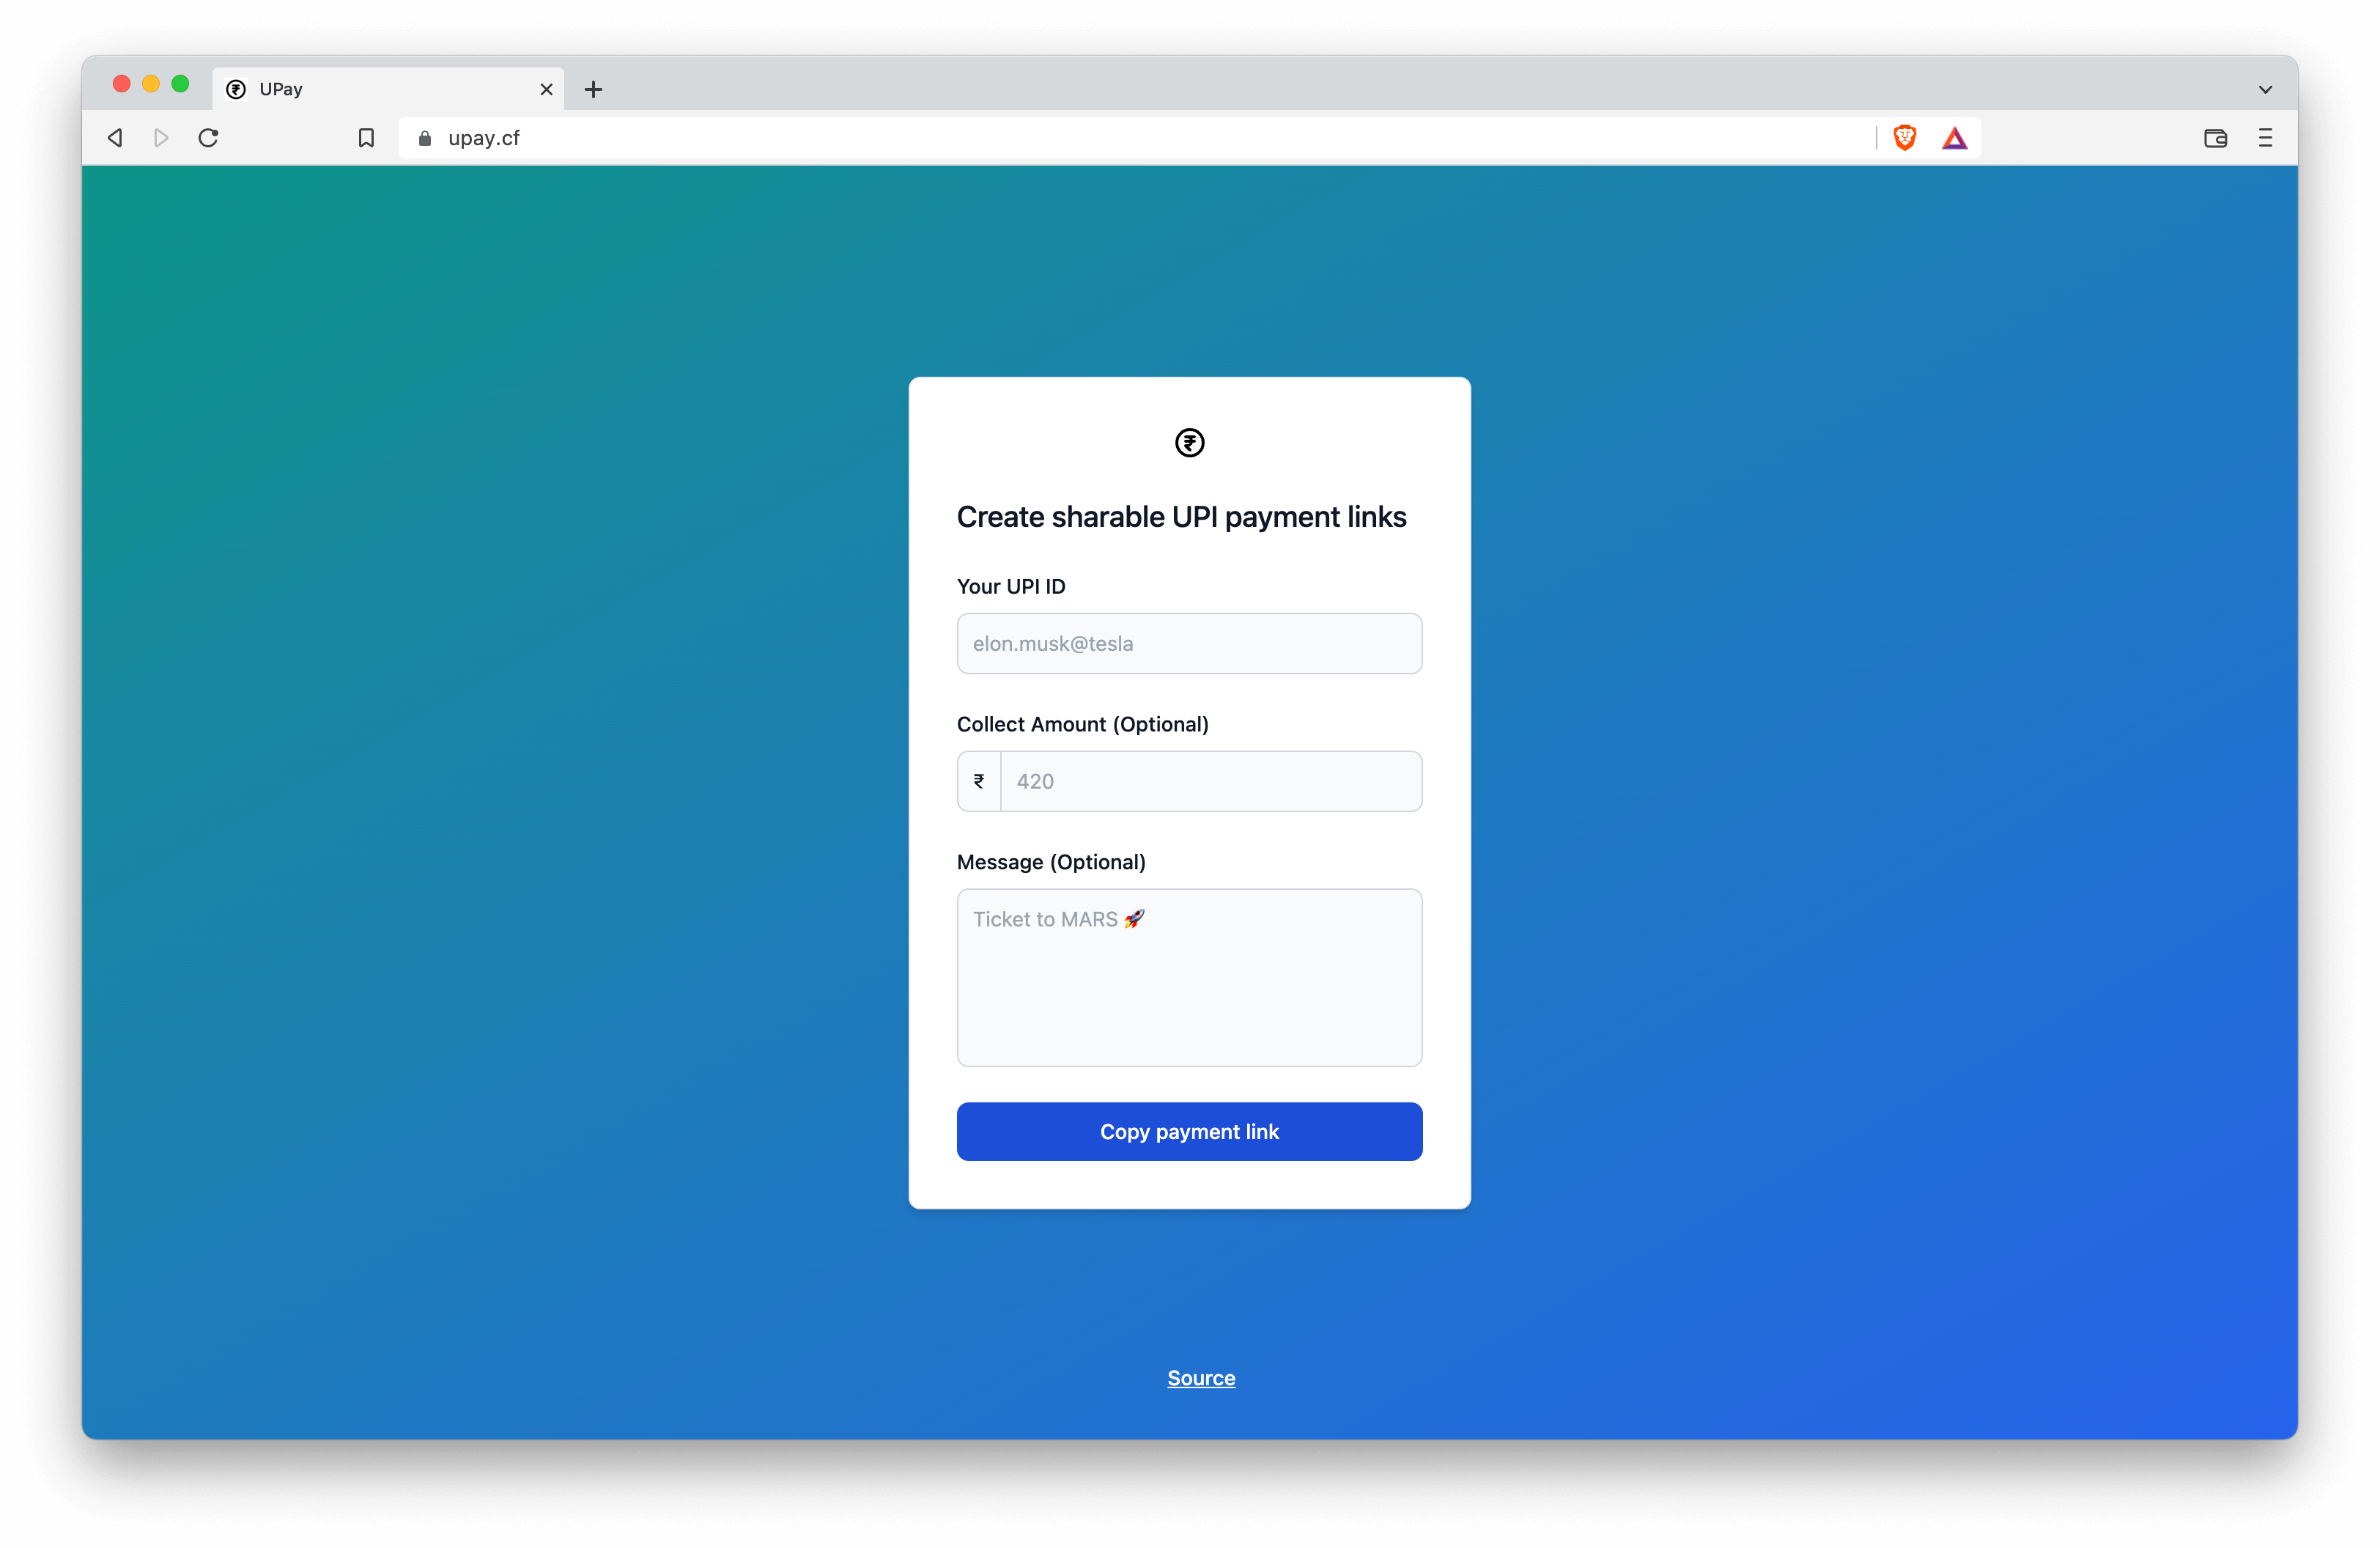 UPay
upay.cf
Create sharable UPI payment links
Your UPI ID
elon.musk@tesla
Collect Amount (Optional)
₹ 420
Message (Optional)
Ticket to MARS 🚀
Copy payment link
Source